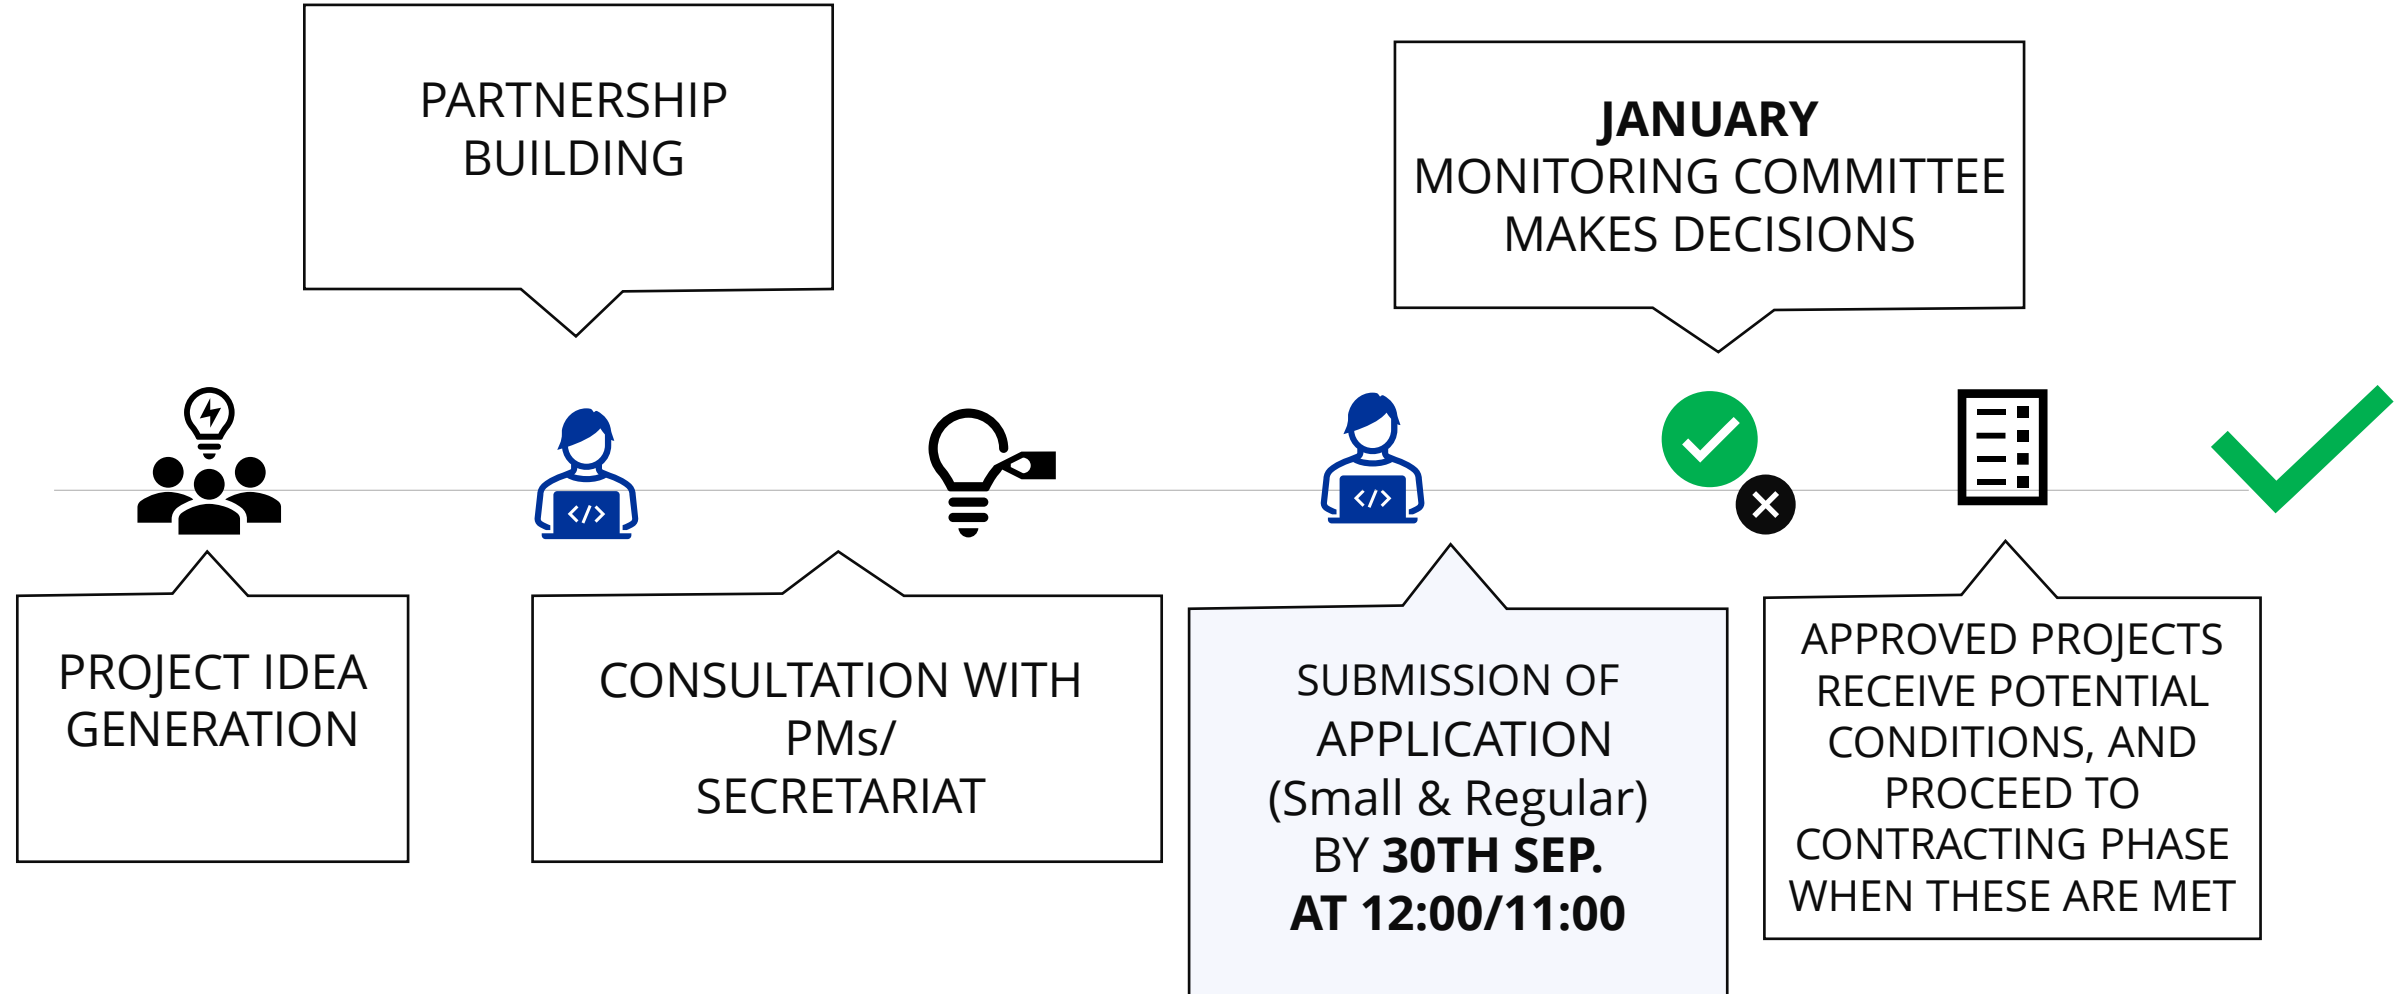 PARTNERSHIP
BUILDING
JANUARY
MONITORING COMMITTEE
MAKES DECISIONS
</>
</>
PROJECT IDEA
GENERATION
CONSULTATION WITH
PMs/
SECRETARIAT
SUBMISSION OF
APPLICATION
(Small & Regular)
BY 30TH SEP.
AT 12:00/11:00
APPROVED PROJECTS
RECEIVE POTENTIAL
CONDITIONS, AND
PROCEED TO
CONTRACTING PHASE
WHEN THESE ARE MET